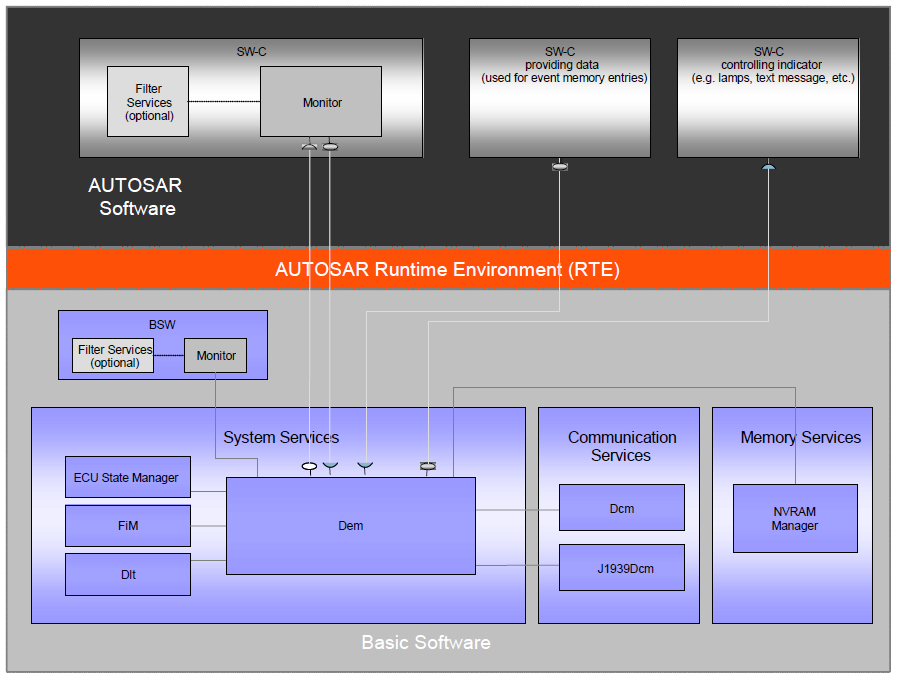 SW-C
Filter
Services
(optional)
Monitor
SW-C
providing data
(used for event memory entries)
SW-C
controlling indicator
(e.g. lamps, text message, etc.)
AUTOSAR
Software
AUTOSAR Runtime Environment (RTE)
BSW
Filter Services
(optional)
Monitor
System Services
ECU State Manager
FiM
Dlt
Dem
Communication
Services
Dcm
J1939Dcm
Memory Services
NVRAM
Manager
Basic Software